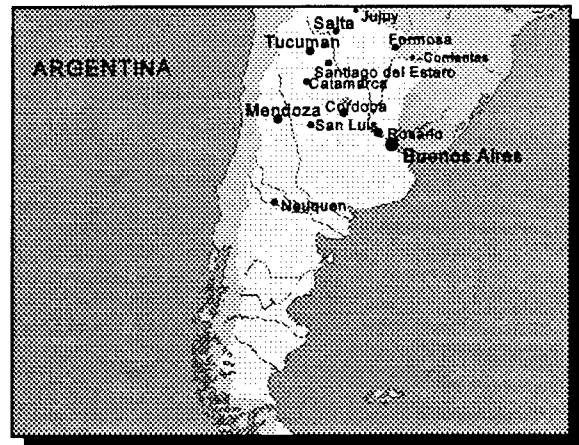 Jujuy
Salta
Formosa
Tucuman
Corrientes
ARGENTINA
Santiago del Estero
Catamarca
Cordoba
Mendoza
San Luis
Rosario
Buenos Aires
Neuquen